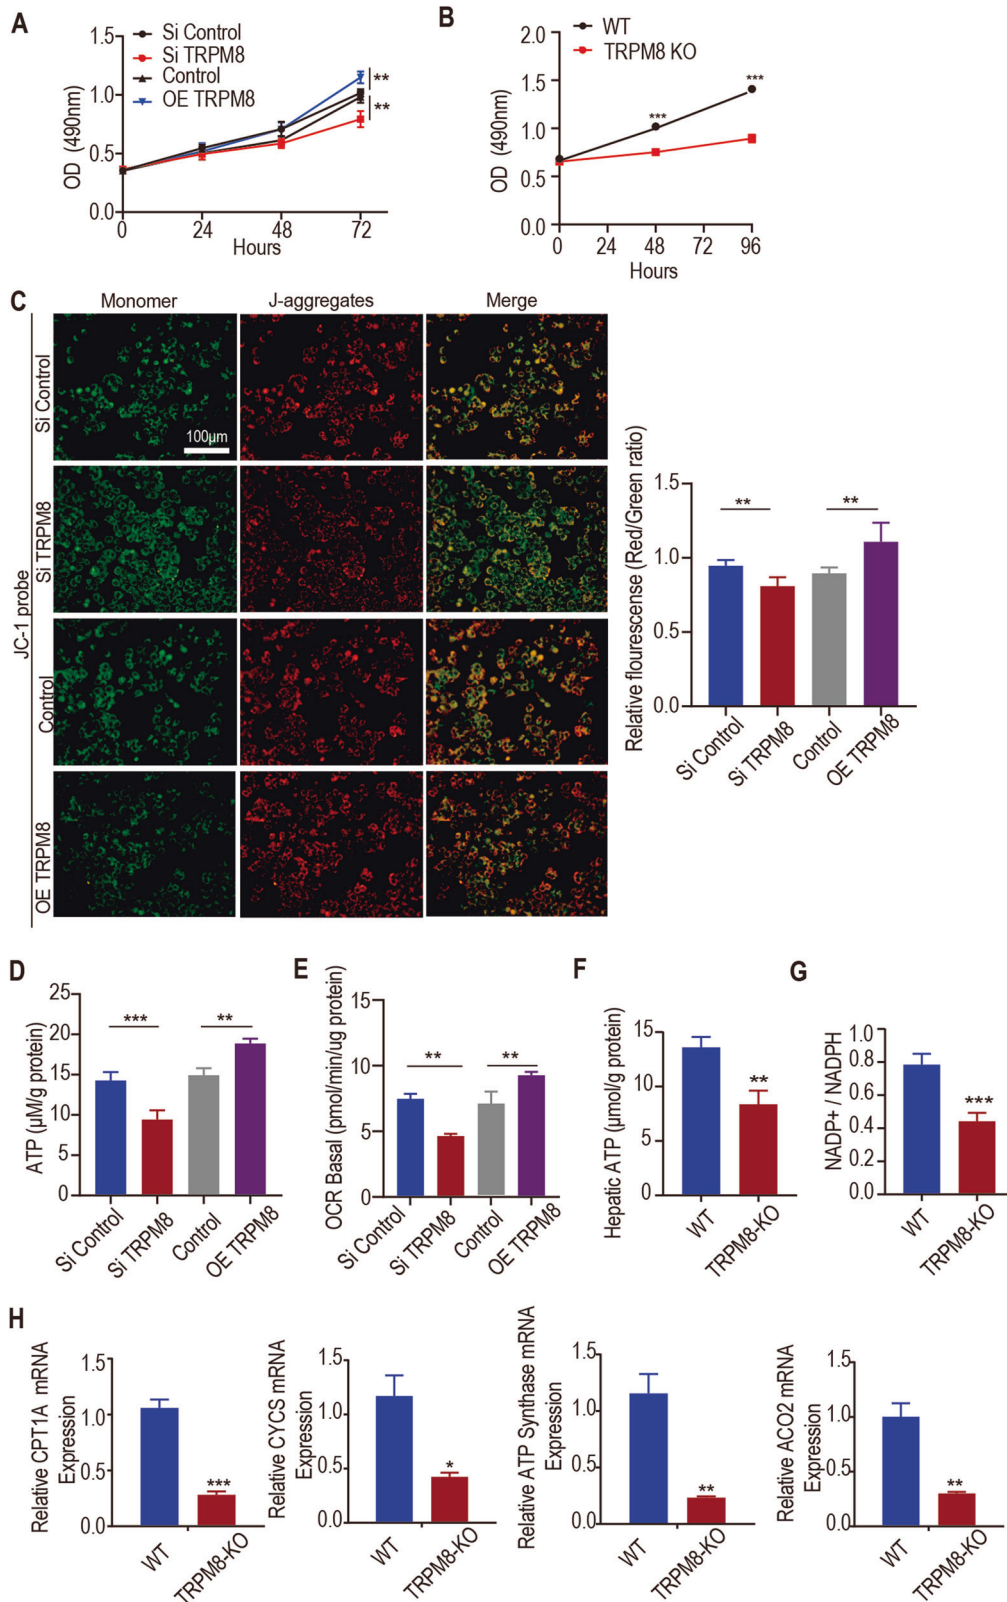 A
Si Control
Si TRPM8
Control
OE TRPM8
OD (490nm)
1.5
1.0
0.5
0.0
0 24 48 72
Hours
**
**
B
WT
TRPM8 KO
OD (490nm)
2.0
1.5
1.0
0.5
0.0
0 24 48 72 96
Hours
***
***
C
Monomer J-aggregates Merge
JC-1 probe
Si Control
100µm
Si TRPM8
Control
OE TRPM8
Relative flourescense (Red/Green ratio)
1.5
1.0
0.5
0.0
** **
Si Control Si TRPM8 Control OE TRPM8
D
ATP (µM/g protein)
25
20
15
10
5
0
*** **
Si Control Si TRPM8 Control OE TRPM8
E
OCR Basal (pmol/min/ug protein)
15
10
5
0
** **
Si Control Si TRPM8 Control OE TRPM8
F
Hepatic ATP (µmol/g protein)
15
10
5
0
**
WT TRPM8-KO
G
NADP+ / NADPH
0.8
0.6
0.4
0.2
0.0
***
WT TRPM8-KO
H
Relative CPT1A mRNA
Expression
1.5
1.0
0.5
0.0
***
WT TRPM8-KO
Relative CYCS mRNA
Expression
1.5
1.0
0.5
0.0
*
WT TRPM8-KO
Relative ATP Synthase mRNA
Expression
1.5
1.0
0.5
0.0
**
WT TRPM8-KO
Relative ACO2 mRNA
Expression
1.5
1.0
0.5
0.0
**
WT TRPM8-KO